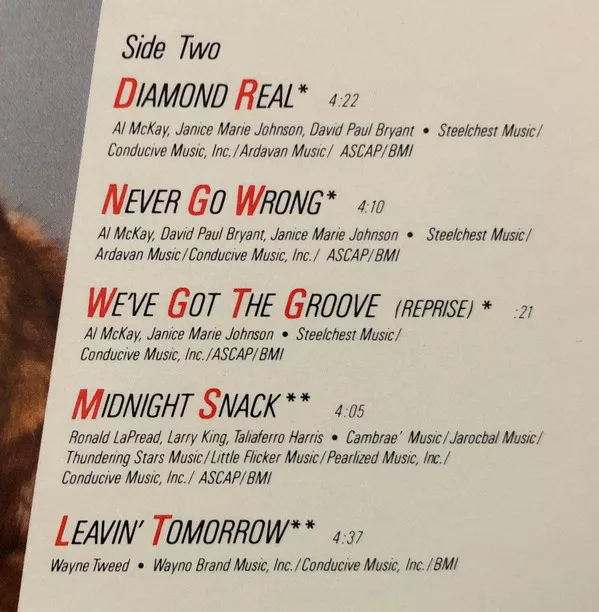 Side Two
DIAMOND REAL* 4:22
Al McKay, Janice Marie Johnson, David Paul Bryant • Steelchest Music/
Conducive Music, Inc./Ardavan Music/ ASCAP/BMI
NEVER GO WRONG* 4:10
Al McKay, David Paul Bryant, Janice Marie Johnson • Steelchest Music/
Ardavan Music/Conducive Music, Inc./ ASCAP/BMI
WE'VE GOT THE GROOVE (REPRISE) * :21
Al McKay, Janice Marie Johnson • Steelchest Music/
Conducive Music, Inc./ASCAP/BMI
MIDNIGHT SNACK** 4:05
Ronald LaPread, Larry King, Taliaferro Harris • Cambrae' Music/Jarocbal Music/
Thundering Stars Music/Little Flicker Music/Pearlized Music, Inc./
Conducive Music, Inc./ ASCAP/BMI
LEAVIN' TOMORROW** 4:37
Wayne Tweed • Wayno Brand Music, Inc./Conducive Music, Inc./BMI